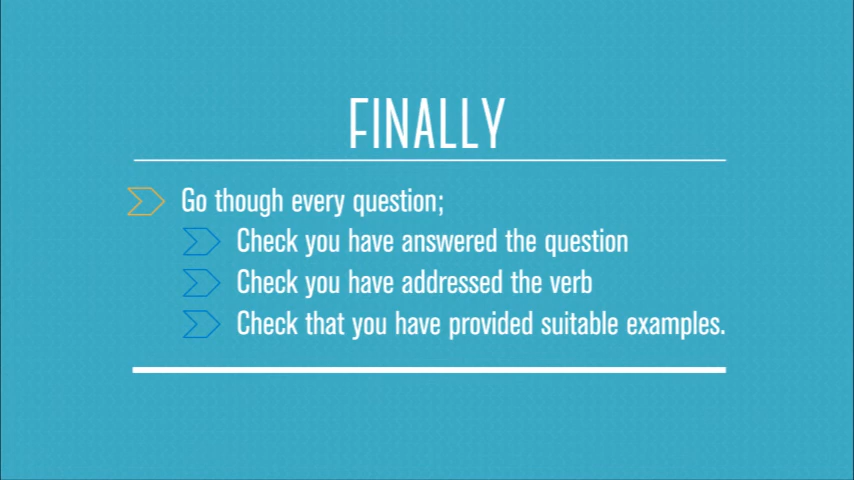 FINALLY
Go though every question;
Check you have answered the question
Check you have addressed the verb
Check that you have provided suitable examples.